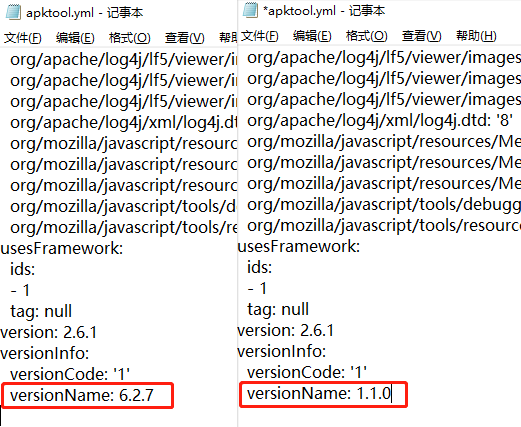 apktool.yml - 记事本
文件(F) 编辑(E) 格式(O) 查看(V) 帮助
org/apache/log4j/lf5/viewer/im
org/apache/log4j/lf5/viewer/im
org/apache/log4j/lf5/viewer/im
org/apache/log4j/xml/log4j.dt
org/mozilla/javascript/resourc
org/mozilla/javascript/resourc
org/mozilla/javascript/resourc
org/mozilla/javascript/tools/d
org/mozilla/javascript/tools/re
usesFramework:
ids:
- 1
tag: null
version: 2.6.1
versionInfo:
versionCode: '1'
versionName: 6.2.7
*apktool.yml - 记事本
文件(F) 编辑(E) 格式(O) 查看(V) 帮助(H)
org/apache/log4j/lf5/viewer/images
org/apache/log4j/lf5/viewer/images
org/apache/log4j/lf5/viewer/images
org/apache/log4j/xml/log4j.dtd: '8'
org/mozilla/javascript/resources/Me
org/mozilla/javascript/resources/Me
org/mozilla/javascript/resources/Me
org/mozilla/javascript/tools/debugg
org/mozilla/javascript/tools/resourc
usesFramework:
ids:
- 1
tag: null
version: 2.6.1
versionInfo:
versionCode: '1'
versionName: 1.1.0